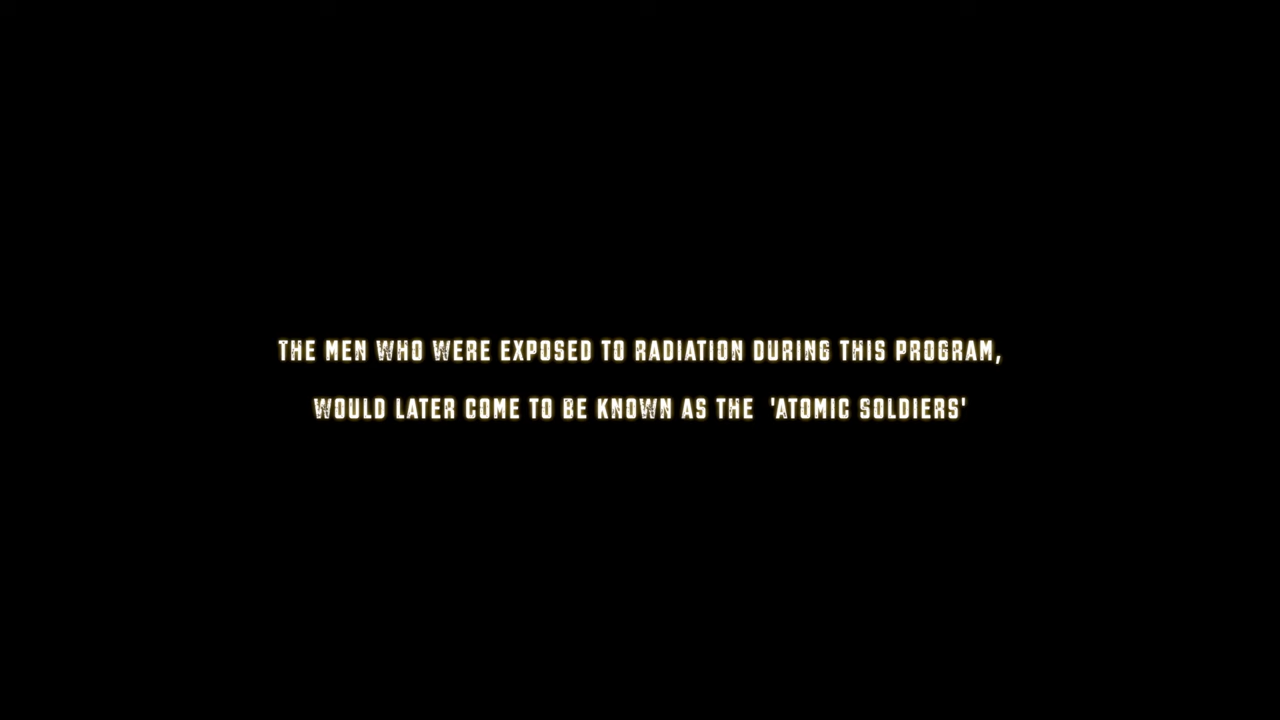 THE MEN WHO WERE EXPOSED TO RADIATION DURING THIS PROGRAM,
WOULD LATER COME TO BE KNOWN AS THE 'ATOMIC SOLDIERS'